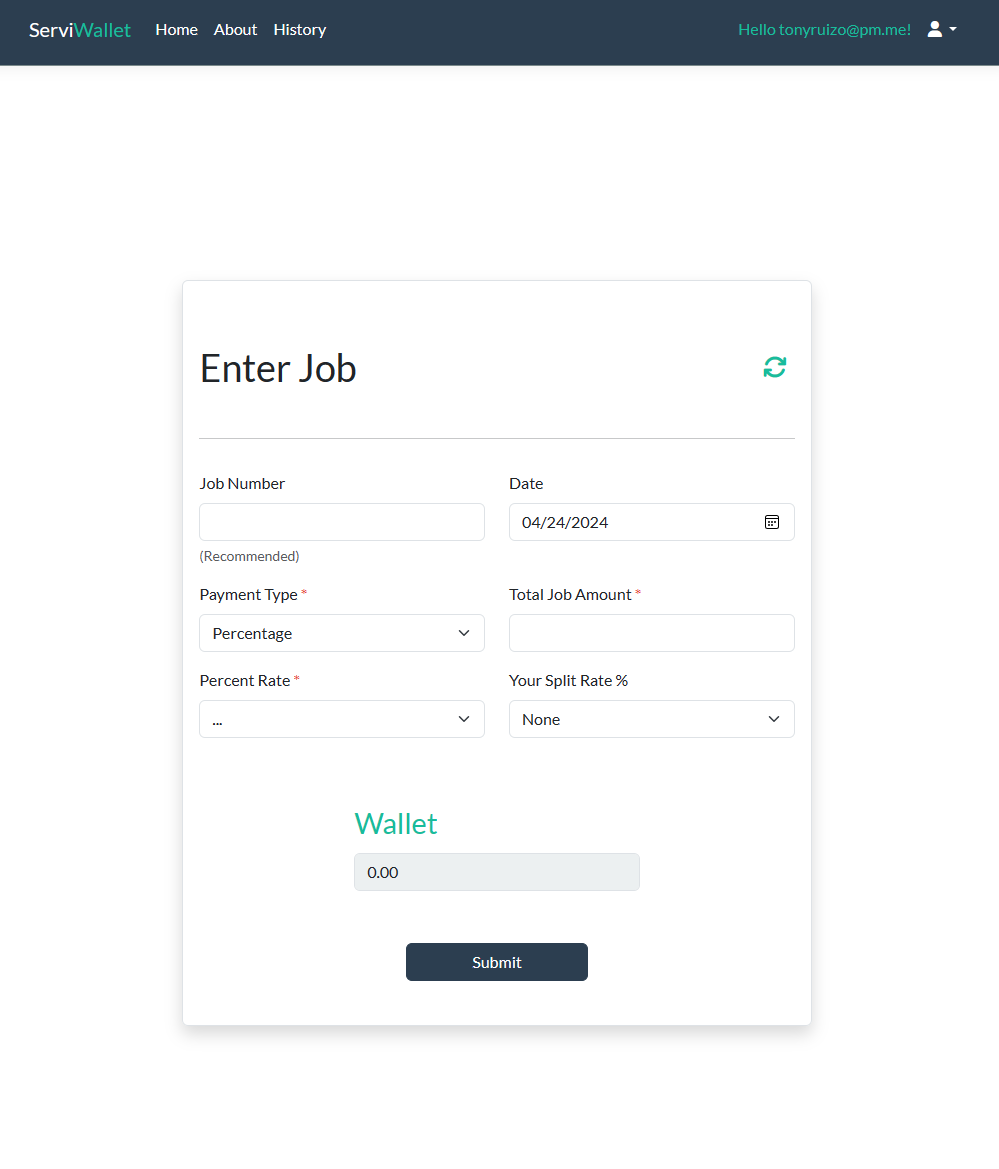 ServiWallet Home About History Hello tonyruizo@pm.me!
Enter Job
Job Number Date
04/24/2024
(Recommended)
Payment Type * Total Job Amount *
Percentage
Percent Rate * Your Split Rate %
... None
Wallet
0.00
Submit